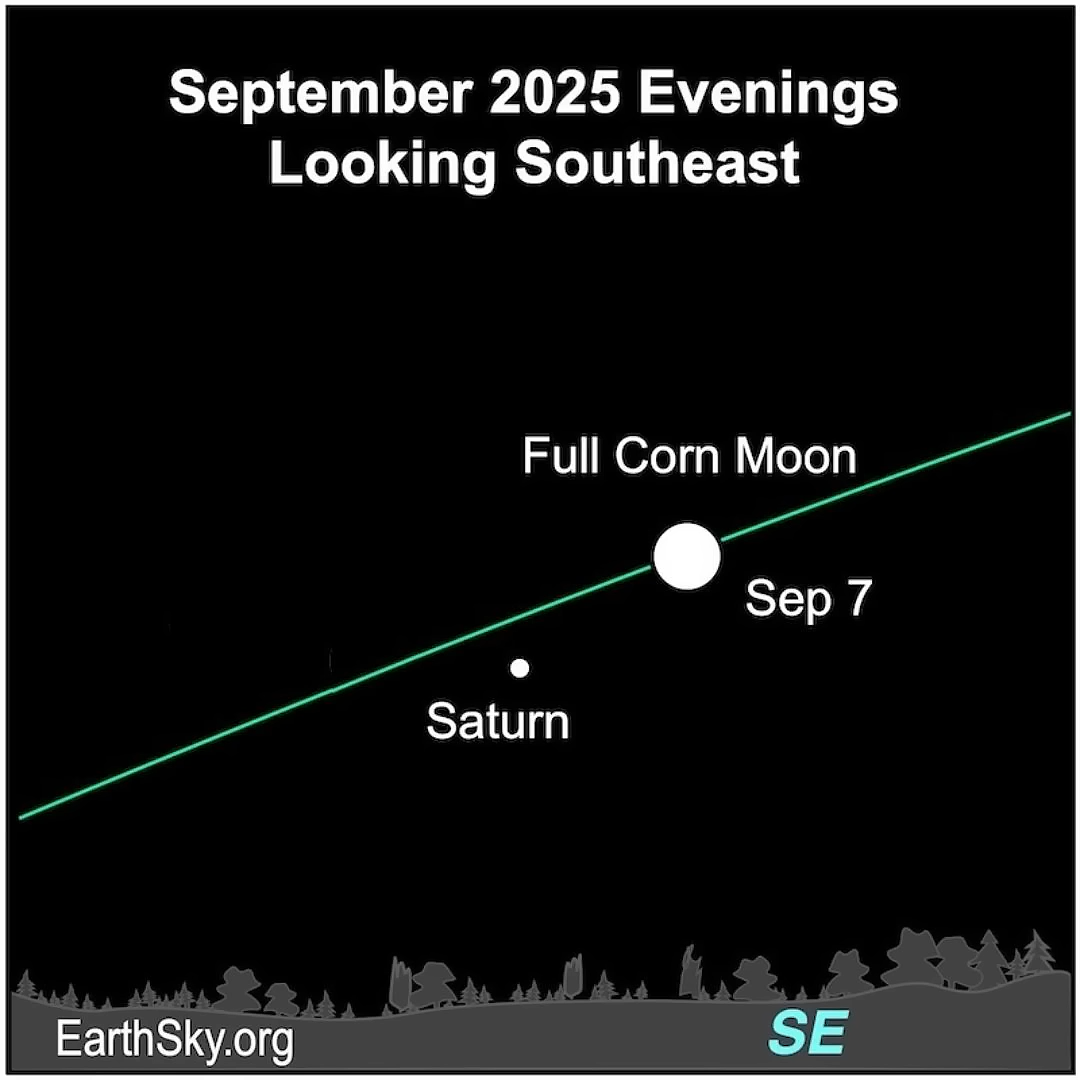 September 2025 Evenings
Looking Southeast
Full Corn Moon
Sep 7
Saturn
SE
EarthSky.org